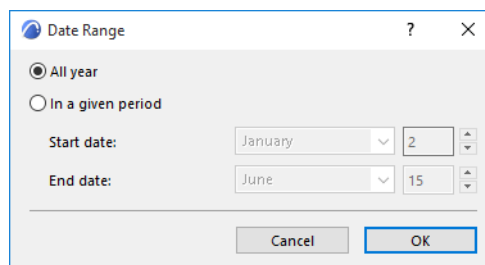 Date Range
All year
In a given period
Start date: January 2
End date: June 15
Cancel OK